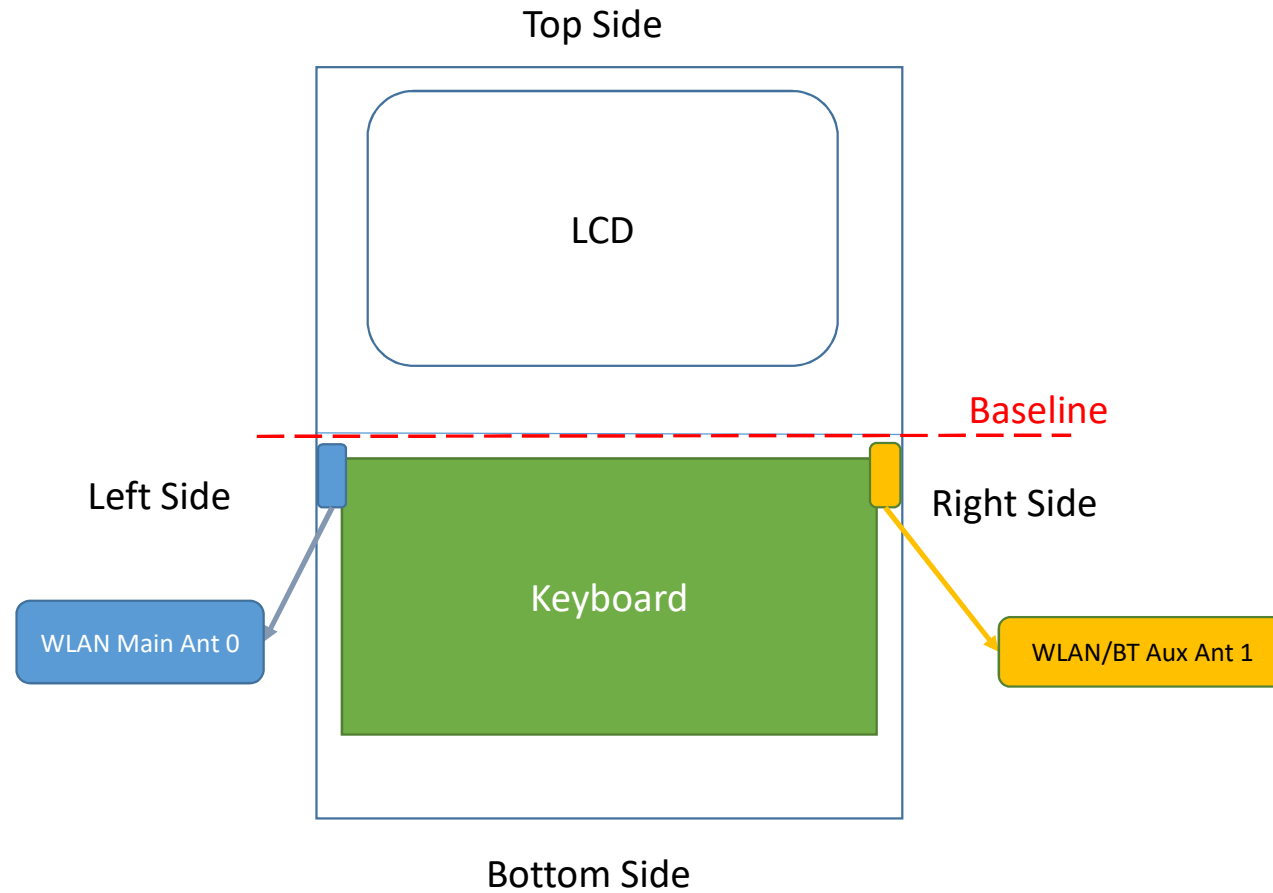 Top Side
LCD
Baseline
Left Side
Right Side
Keyboard
WLAN Main Ant 0
WLAN/BT Aux Ant 1
Bottom Side